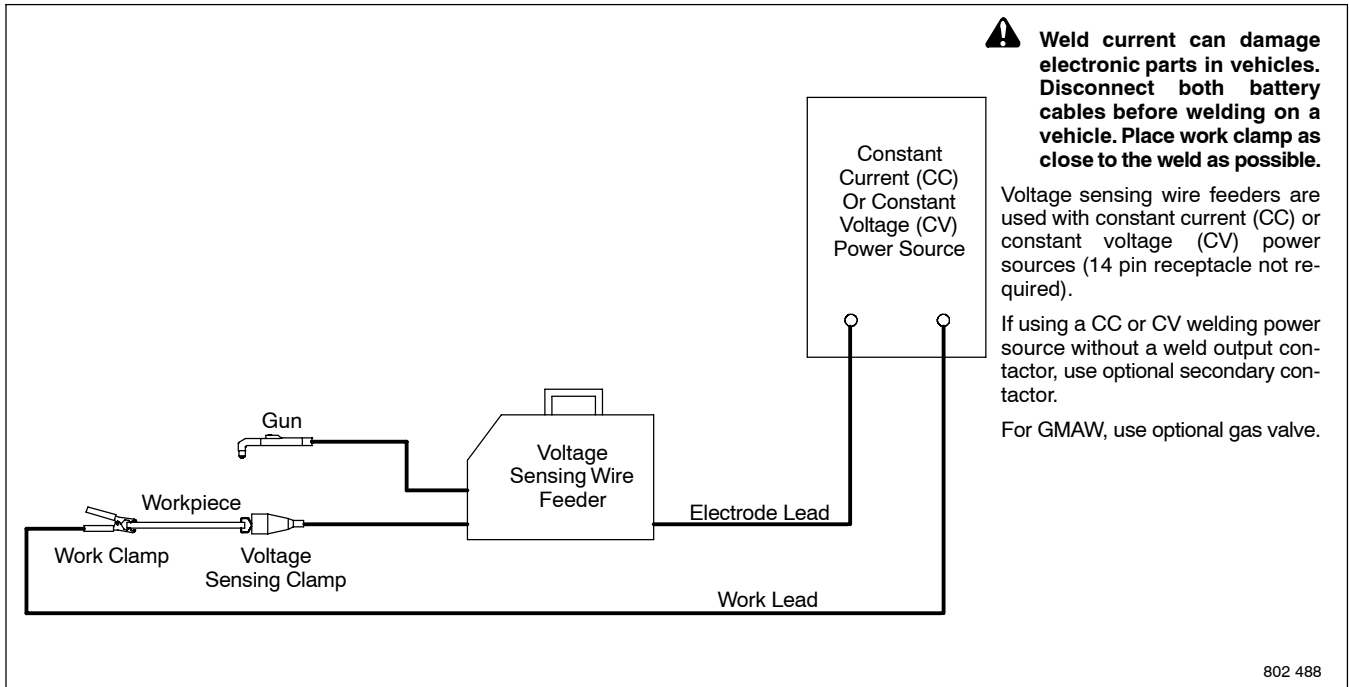 Weld current can damage
electronic parts in vehicles.
Disconnect both battery
cables before welding on a
vehicle. Place work clamp as
close to the weld as possible.
Voltage sensing wire feeders are
used with constant current (CC) or
constant voltage (CV) power
sources (14 pin receptacle not re-
quired).
If using a CC or CV welding power
source without a weld output con-
tactor, use optional secondary con-
tactor.
For GMAW, use optional gas valve.
Constant
Current (CC)
Or Constant
Voltage (CV)
Power Source
Gun
Voltage
Sensing Wire
Feeder
Workpiece
Electrode Lead
Work Clamp
Voltage
Sensing Clamp
Work Lead
802 488